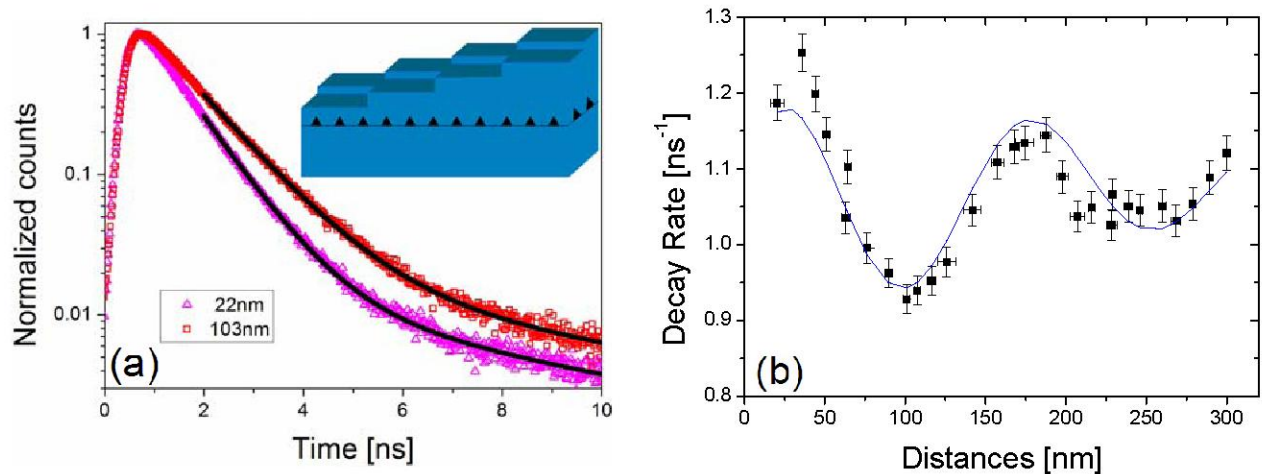 1
0.1
0.01
Normalized counts
22nm
103nm
(a)
0 2 4 6 8 10
Time [ns]
1.3
1.2
1.1
1.0
0.9
0.8
Decay Rate [ns⁻¹]
(b)
0 50 100 150 200 250 300
Distances [nm]